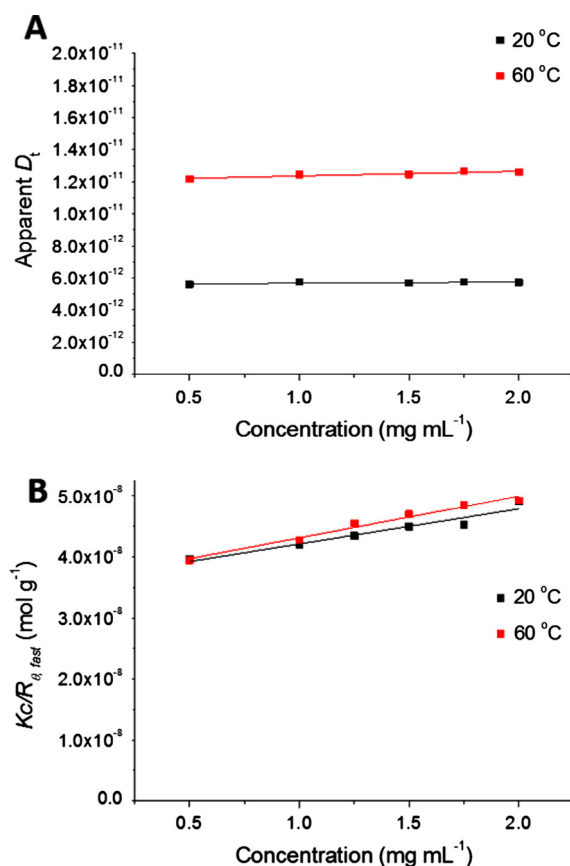 A
20 °C
60 °C
2.0x10⁻¹¹
1.8x10⁻¹¹
1.6x10⁻¹¹
1.4x10⁻¹¹
1.2x10⁻¹¹
1.0x10⁻¹¹
8.0x10⁻¹²
6.0x10⁻¹²
4.0x10⁻¹²
2.0x10⁻¹²
0.0
Apparent Dₜ
0.5 1.0 1.5 2.0
Concentration (mg mL⁻¹)
B
5.0x10⁻⁸
4.0x10⁻⁸
3.0x10⁻⁸
2.0x10⁻⁸
1.0x10⁻⁸
0.0
Kc/R_θ, fast (mol g⁻¹)
20 °C
60 °C
0.5 1.0 1.5 2.0
Concentration (mg mL⁻¹)